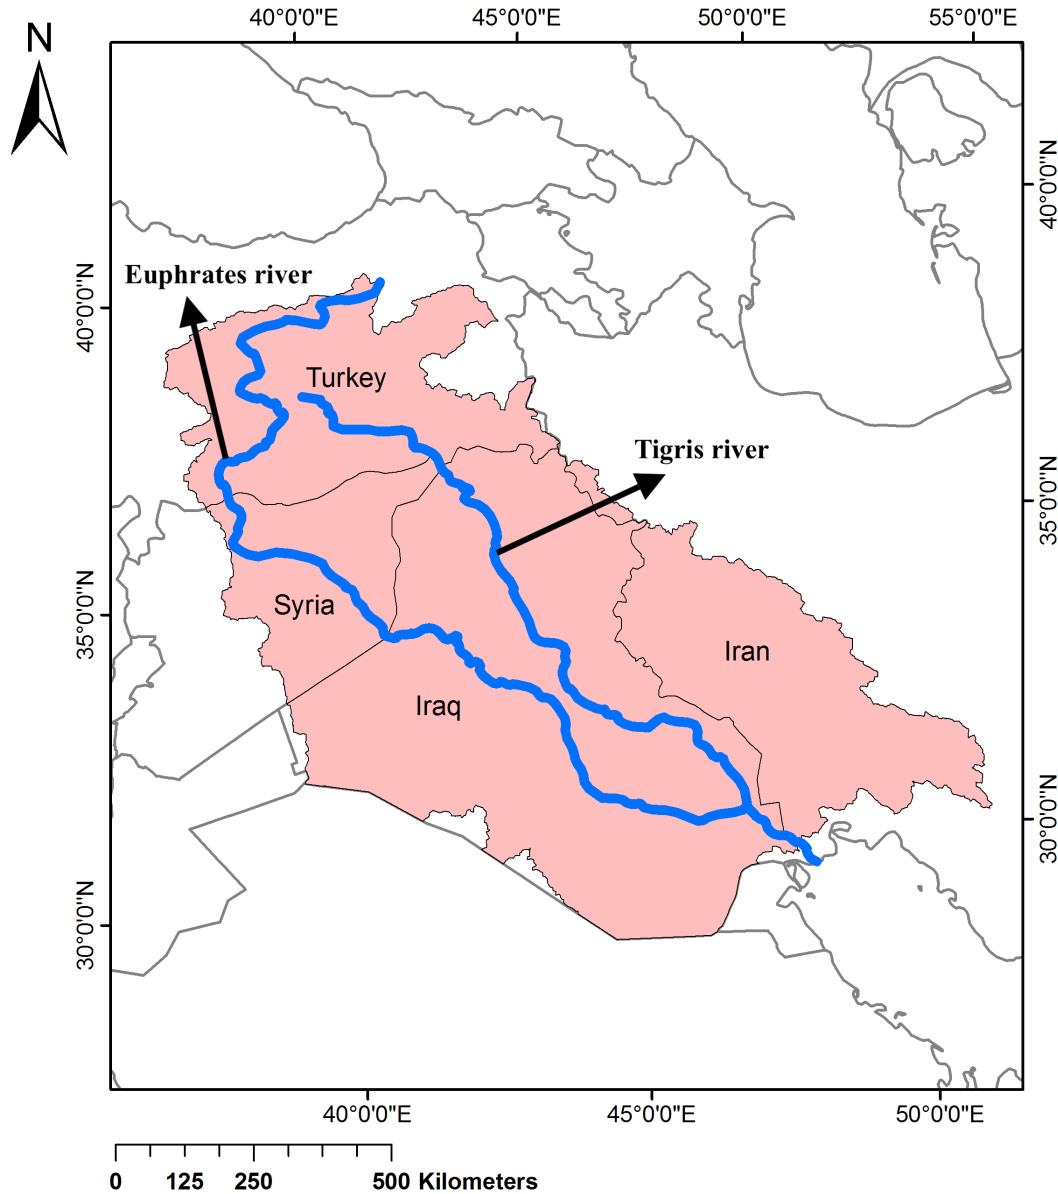 40°0'0"E 45°0'0"E 50°0'0"E 55°0'0"E
N
40°0'0"N
Euphrates river
40°0'0"N
Turkey
Tigris river
35°0'0"N
35°0'0"N
Syria
Iran
Iraq
30°0'0"N
30°0'0"N
40°0'0"E 45°0'0"E 50°0'0"E
0 125 250 500 Kilometers